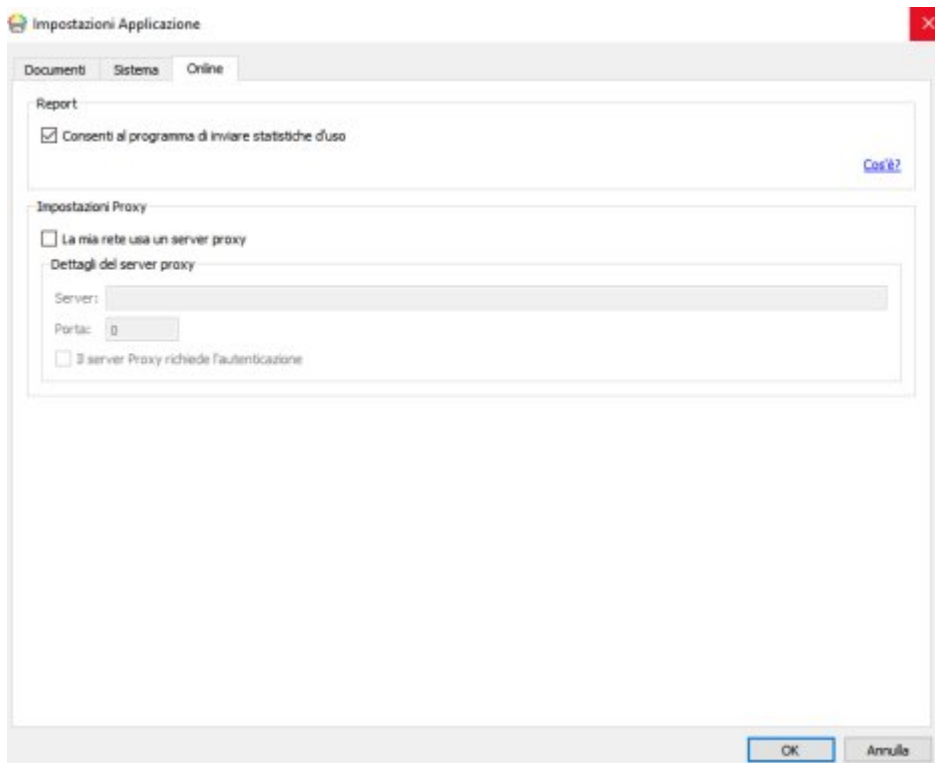 Impostazioni Applicazione
Documenti Sistema Online
Report
Consenti al programma di inviare statistiche d'uso
Cos'è?
Impostazioni Proxy
La mia rete usa un server proxy
Dettagli del server proxy
Server:
Porta: 0
Il server Proxy richiede l'autenticazione
OK Annulla